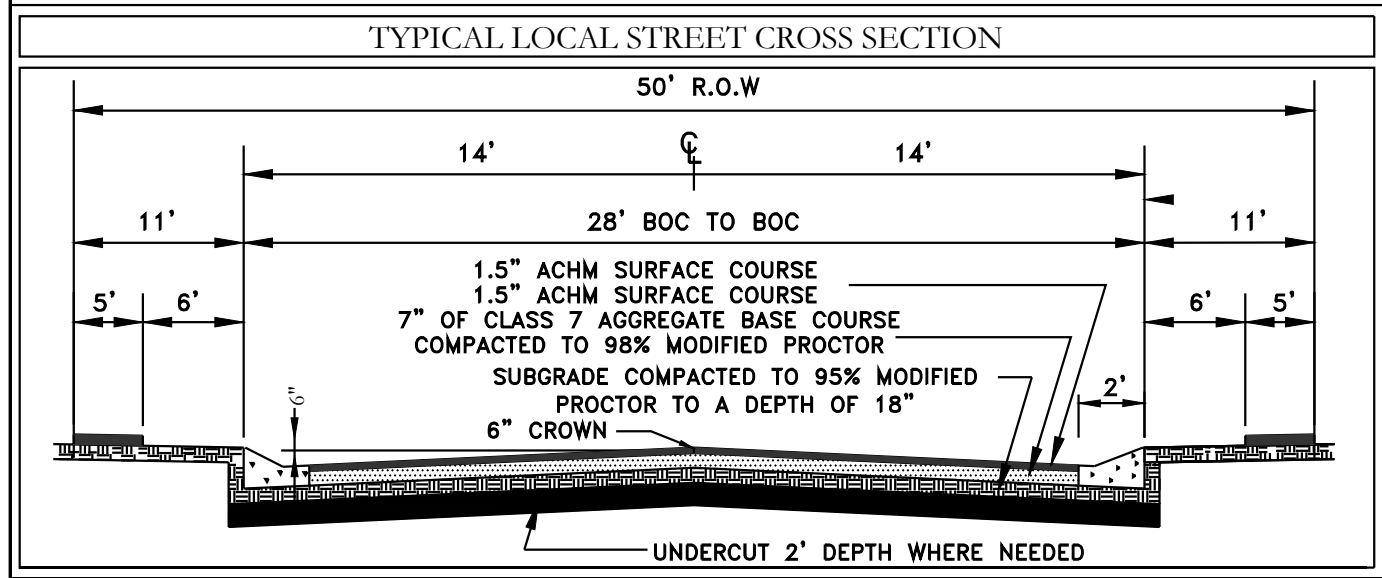 TYPICAL LOCAL STREET CROSS SECTION
50' R.O.W
14' ℄ 14'
11' 28' BOC TO BOC 11'
1.5" ACHM SURFACE COURSE
1.5" ACHM SURFACE COURSE
5' 6' 6' 5'
7" OF CLASS 7 AGGREGATE BASE COURSE
COMPACTED TO 98% MODIFIED PROCTOR
SUBGRADE COMPACTED TO 95% MODIFIED
PROCTOR TO A DEPTH OF 18"
2'
6"
6" CROWN
UNDERCUT 2' DEPTH WHERE NEEDED